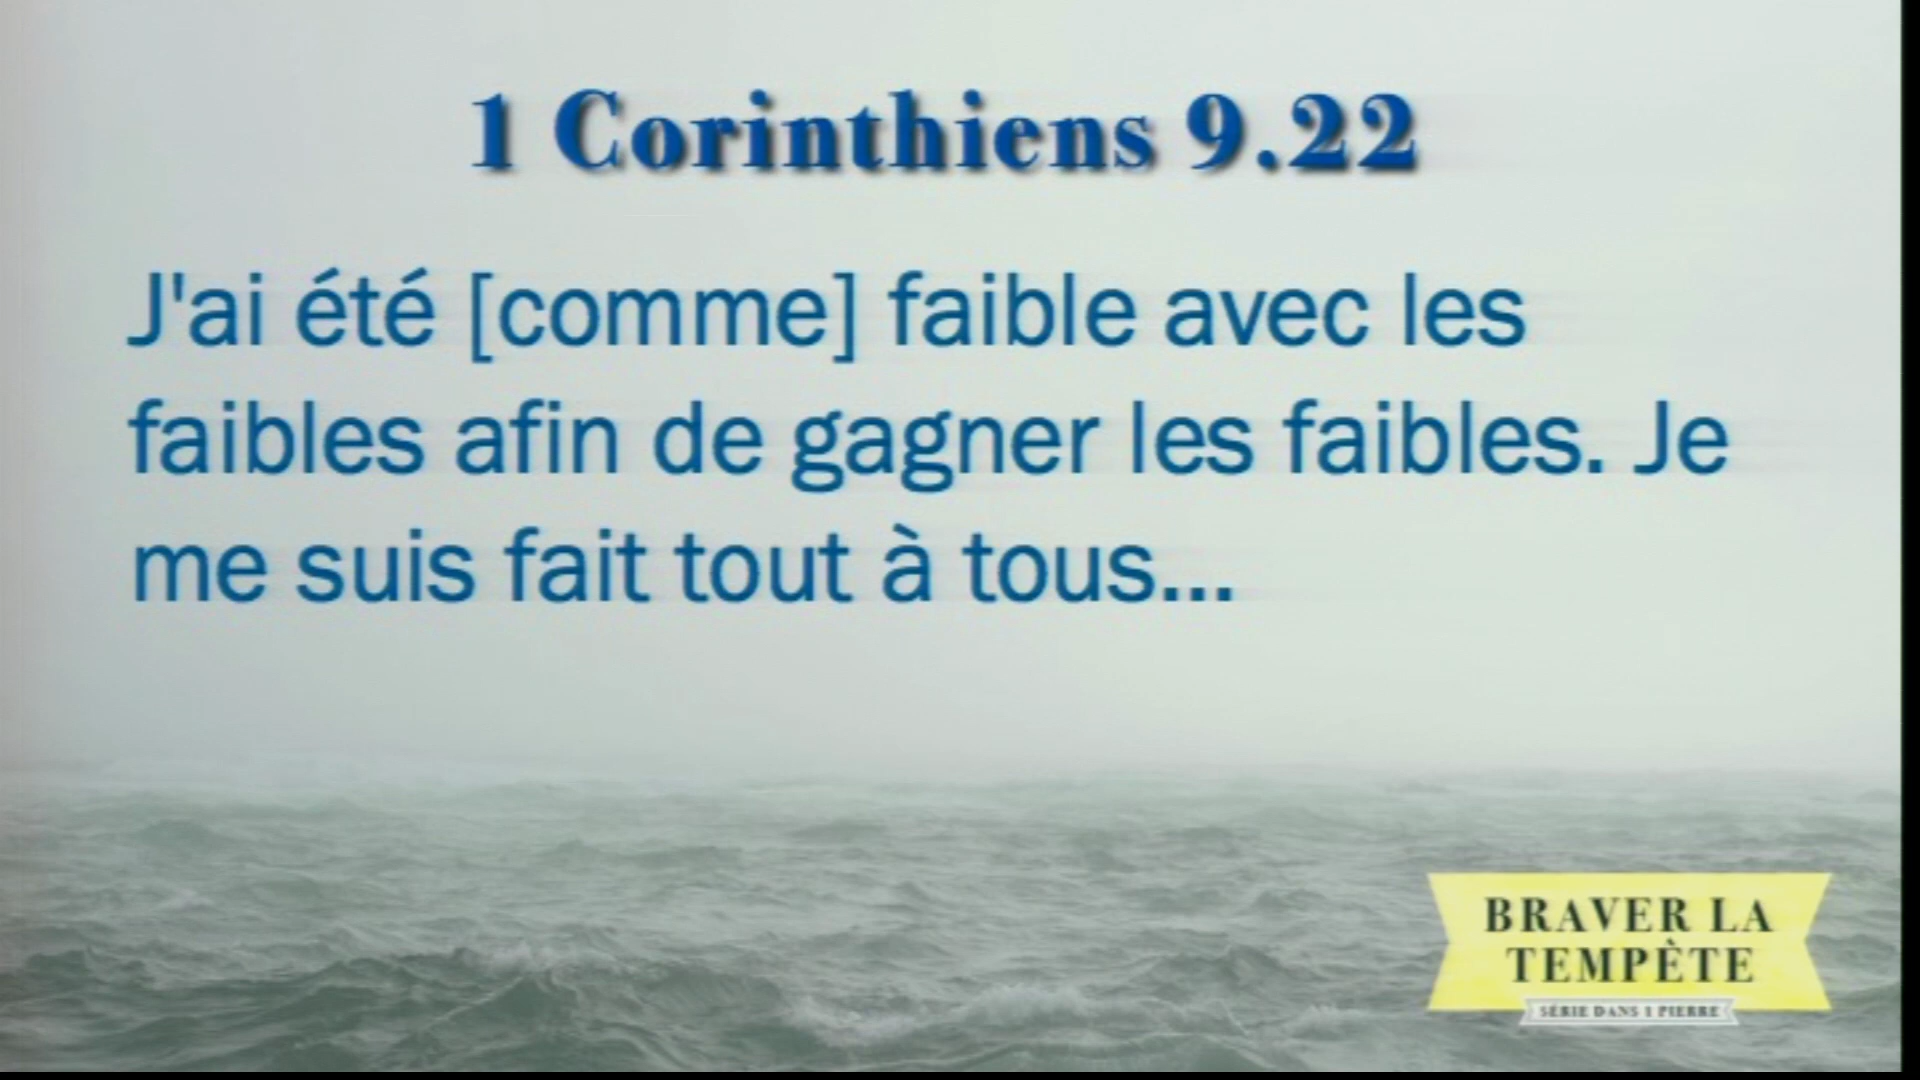 1 Corinthiens 9.22
J'ai été [comme] faible avec les
faibles afin de gagner les faibles. Je
me suis fait tout à tous...
BRAVER LA
TEMPÈTE
SÉRIE DANS 1 PIERRE